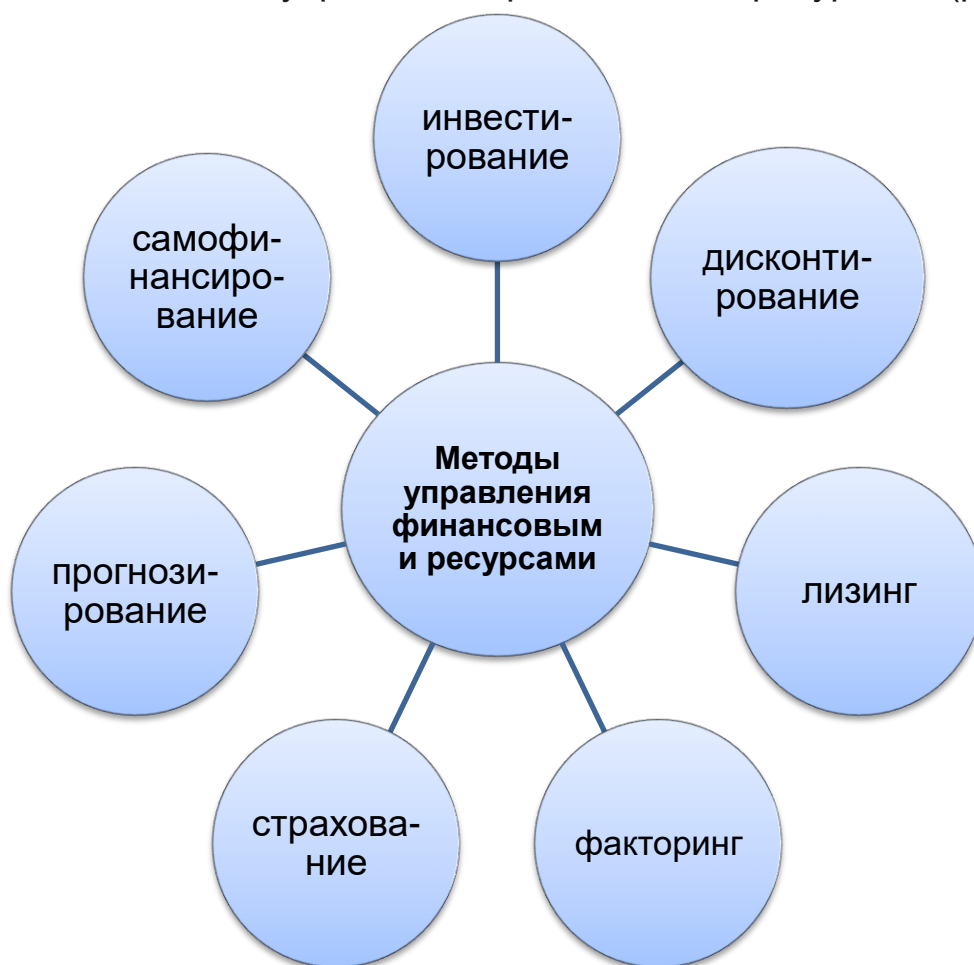 инвести-
рование
дисконти-
рование
лизинг
факторинг
страхова-
ние
прогнози-
рование
самофи-
нансиро-
вание
Методы
управления
финансовым
и ресурсами